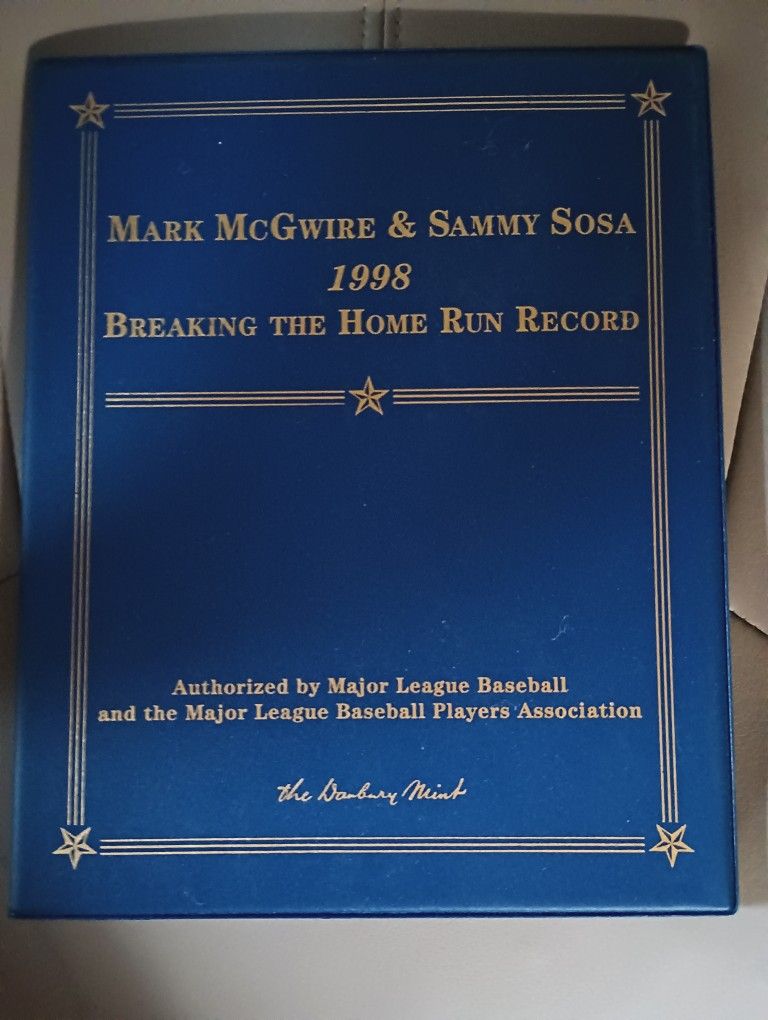 Mark McGwire & Sammy Sosa
1998
Breaking the Home Run Record
Authorized by Major League Baseball
and the Major League Baseball Players Association
the Danbury Mint